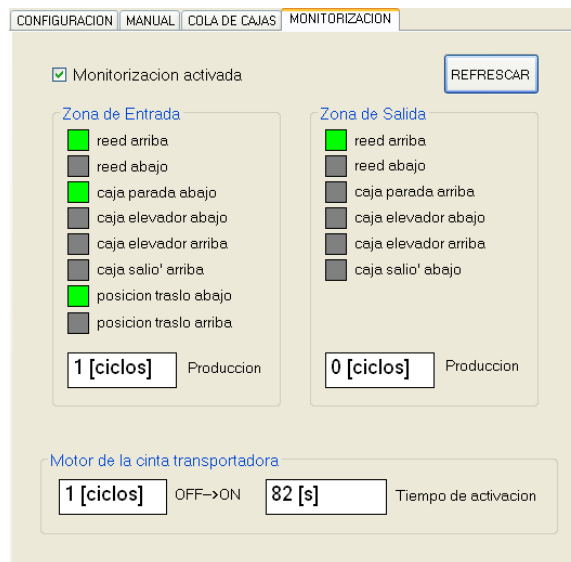 CONFIGURACION MANUAL COLA DE CAJAS MONITORIZACION
Monitorizacion activada
REFRESCAR
Zona de Entrada
reed arriba
reed abajo
caja parada abajo
caja elevador abajo
caja elevador arriba
caja salio' arriba
posicion traslo abajo
posicion traslo arriba
1 [ciclos] Produccion
Zona de Salida
reed arriba
reed abajo
caja parada arriba
caja elevador abajo
caja elevador arriba
caja salio' abajo
0 [ciclos] Produccion
Motor de la cinta transportadora
1 [ciclos] OFF-->ON 82 [s] Tiempo de activacion